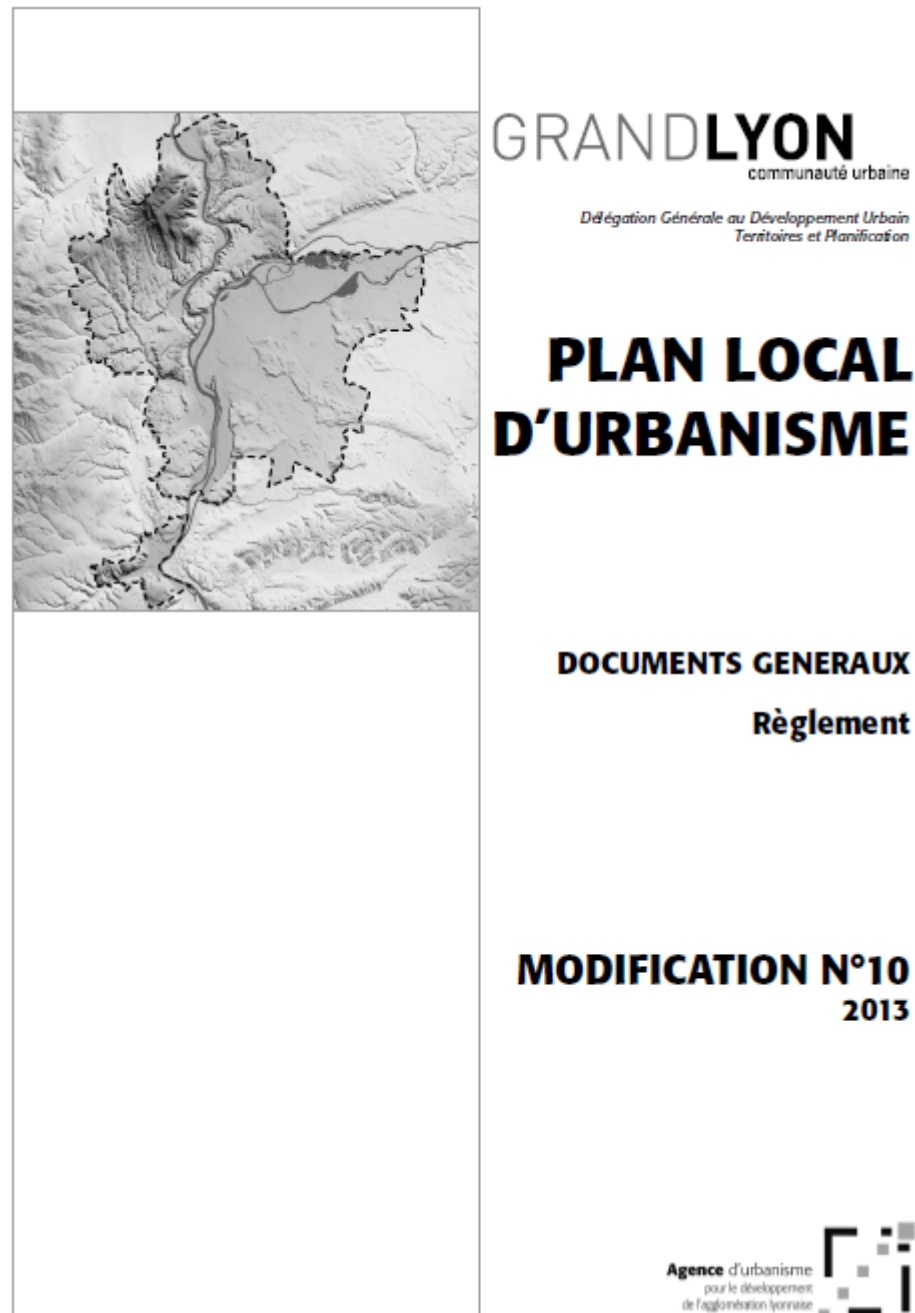 GRANDLYON
communauté urbaine
Délégation Générale au Développement Urbain
Territoires et Planification
PLAN LOCAL
D'URBANISME
DOCUMENTS GENERAUX
Règlement
MODIFICATION N°10
2013
Agence d'urbanisme
pour le développement
de l'agglomération lyonnaise